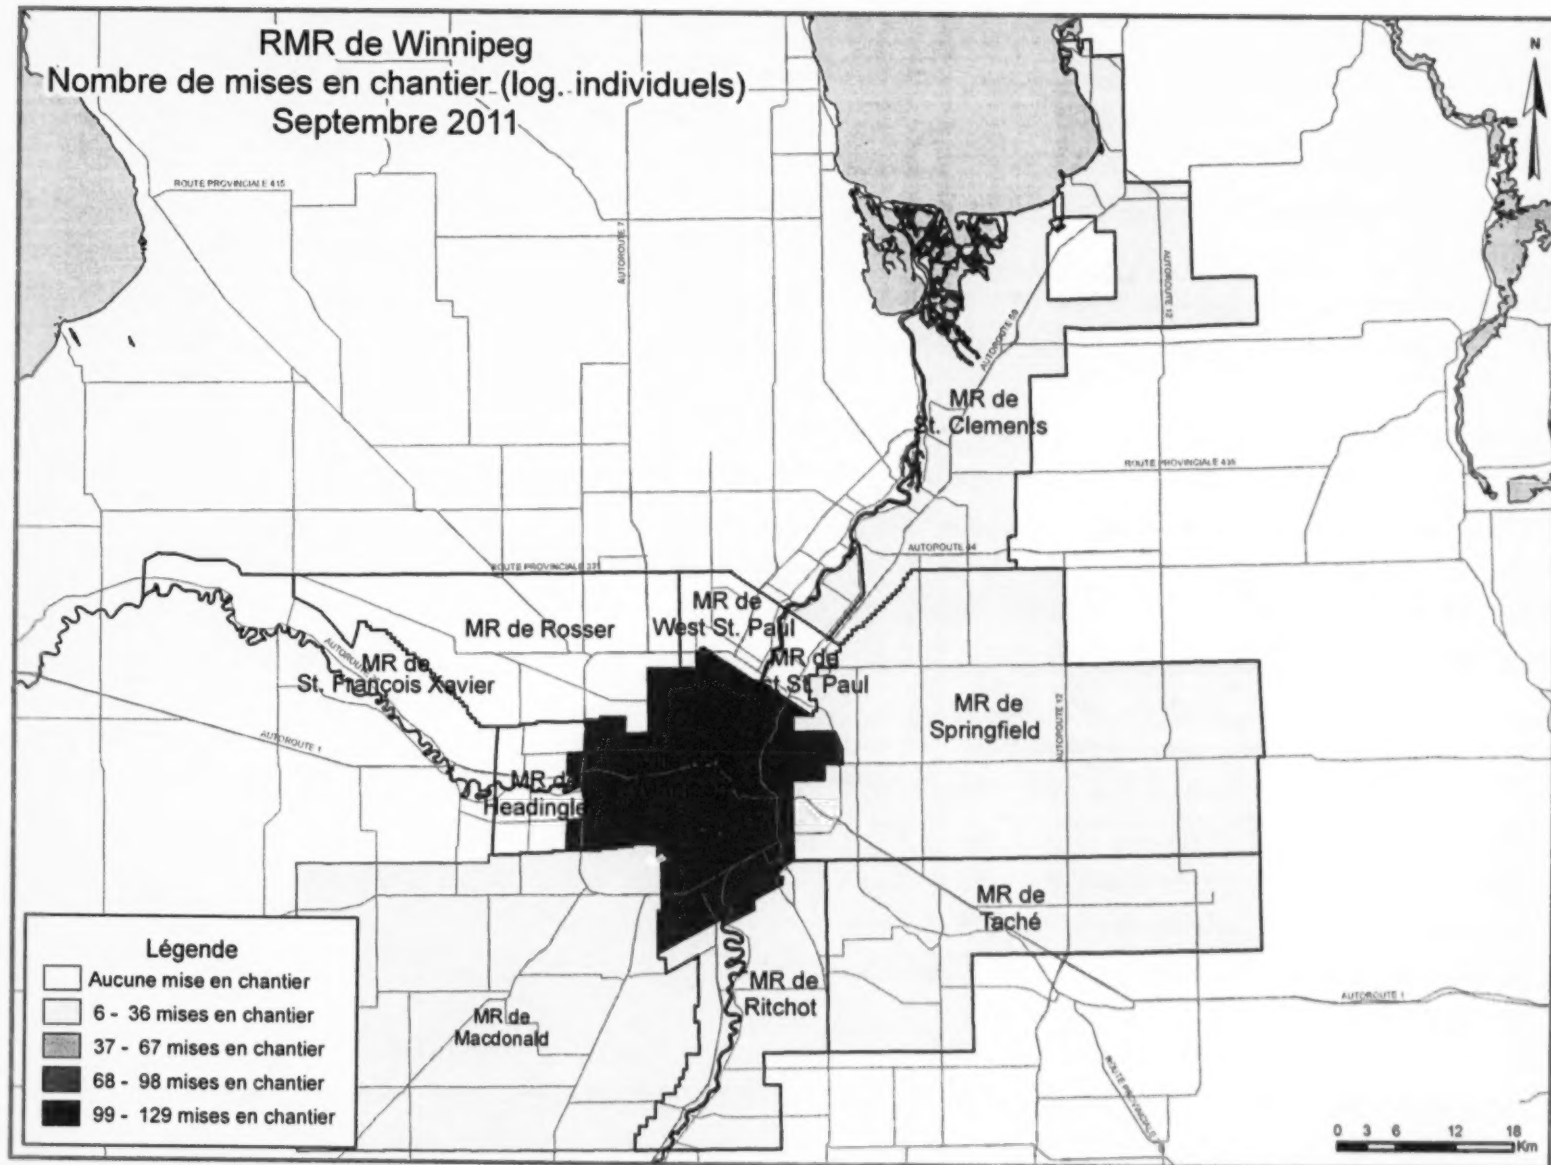 RMR de Winnipeg
Nombre de mises en chantier (log. individuels)
Septembre 2011
N
ROUTE PROVINCIALE 415
AUTOROUTE 7
AUTOROUTE 12
AUTOROUTE 59
MR de
St. Clements
ROUTE PROVINCIALE 435
AUTOROUTE 44
ROUTE PROVINCIALE 221
MR de
West St. Paul
MR de Rosser
MR de
St. François Xavier
MR de
st St. Paul
MR de
Springfield
AUTOROUTE 12
AUTOROUTE 1
MR de
Headingle
MR de
Taché
MR de
Ritchot
AUTOROUTE 1
MR de
Macdonald
Légende
Aucune mise en chantier
6 - 36 mises en chantier
37 - 67 mises en chantier
68 - 98 mises en chantier
99 - 129 mises en chantier
0 3 6 12 18
Km